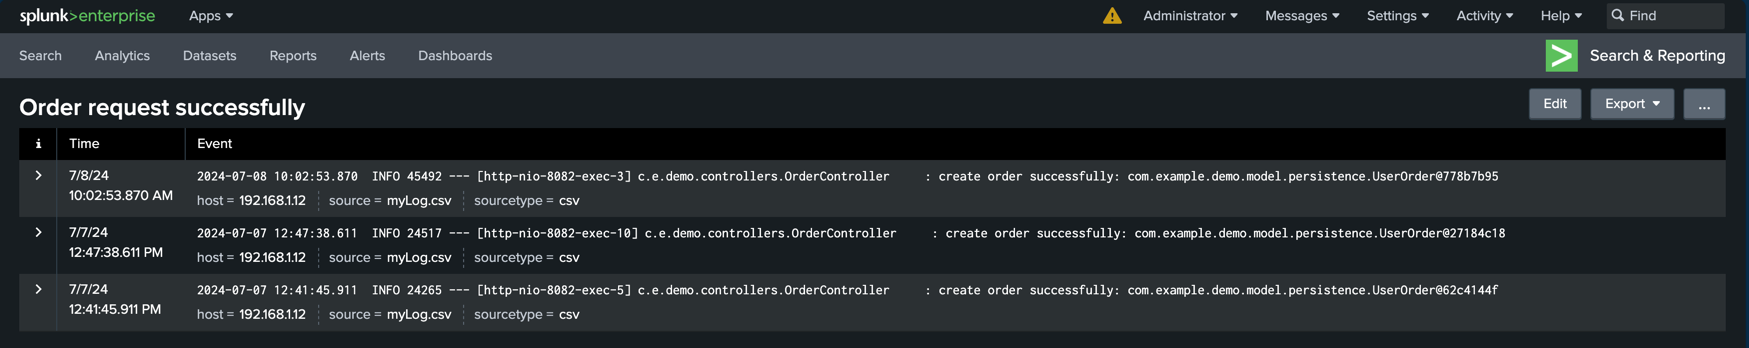 splunk>enterprise Apps Administrator Messages Settings Activity Help Find
Search Analytics Datasets Reports Alerts Dashboards Search & Reporting
Order request successfully Edit Export ...
i Time Event
7/8/24
10:02:53.870 AM
2024-07-08 10:02:53.870  INFO 45492 --- [http-nio-8082-exec-3] c.e.demo.controllers.OrderController     : create order successfully: com.example.demo.model.persistence.UserOrder@778b7b95
host = 192.168.1.12 source = myLog.csv sourcetype = csv
7/7/24
12:47:38.611 PM
2024-07-07 12:47:38.611  INFO 24517 --- [http-nio-8082-exec-10] c.e.demo.controllers.OrderController     : create order successfully: com.example.demo.model.persistence.UserOrder@27184c18
host = 192.168.1.12 source = myLog.csv sourcetype = csv
7/7/24
12:41:45.911 PM
2024-07-07 12:41:45.911  INFO 24265 --- [http-nio-8082-exec-5] c.e.demo.controllers.OrderController     : create order successfully: com.example.demo.model.persistence.UserOrder@62c4144f
host = 192.168.1.12 source = myLog.csv sourcetype = csv